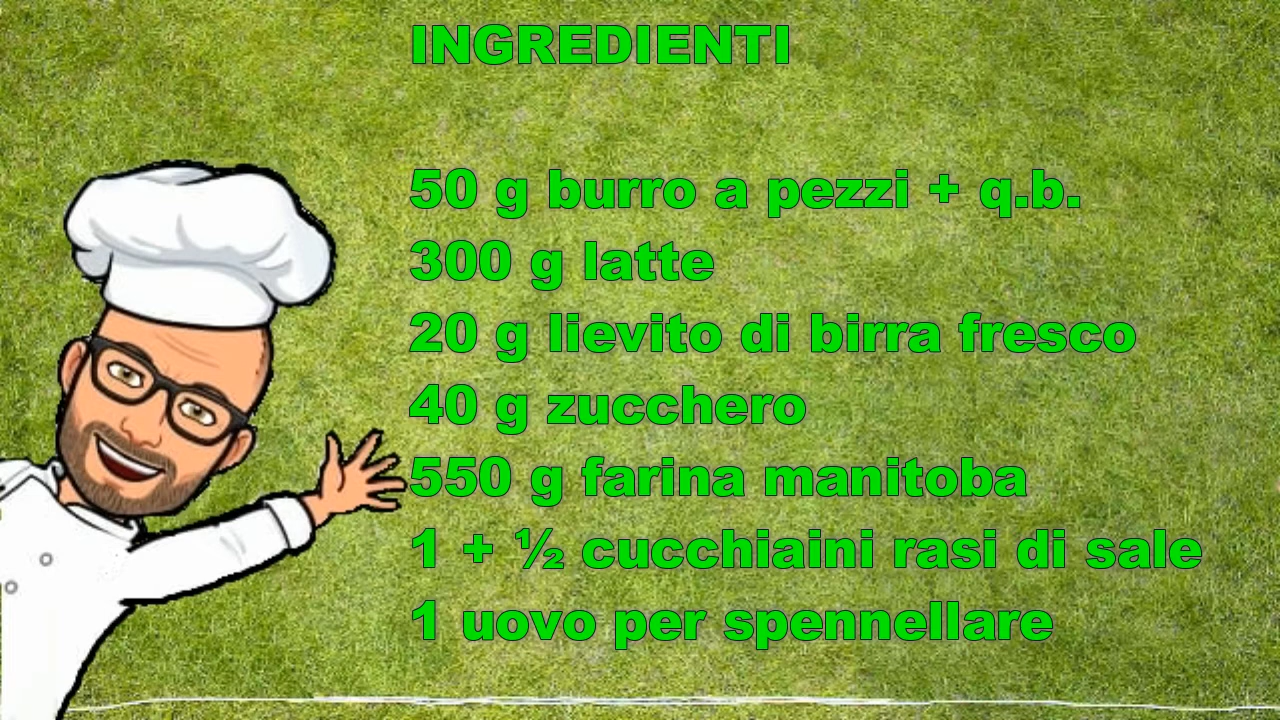 INGREDIENTI
50 g burro a pezzi + q.b.
300 g latte
20 g lievito di birra fresco
40 g zucchero
550 g farina manitoba
1 + ½ cucchiaini rasi di sale
1 uovo per spennellare